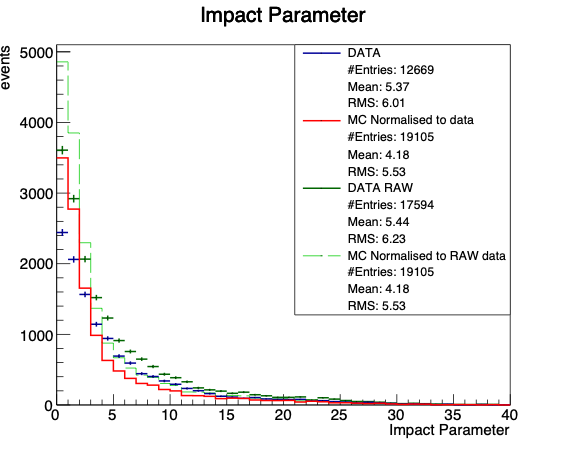 Impact Parameter
events
5000
4000
3000
2000
1000
0
0 5 10 15 20 25 30 35 40
Impact Parameter
DATA
#Entries: 12669
Mean: 5.37
RMS: 6.01
MC Normalised to data
#Entries: 19105
Mean: 4.18
RMS: 5.53
DATA RAW
#Entries: 17594
Mean: 5.44
RMS: 6.23
MC Normalised to RAW data
#Entries: 19105
Mean: 4.18
RMS: 5.53